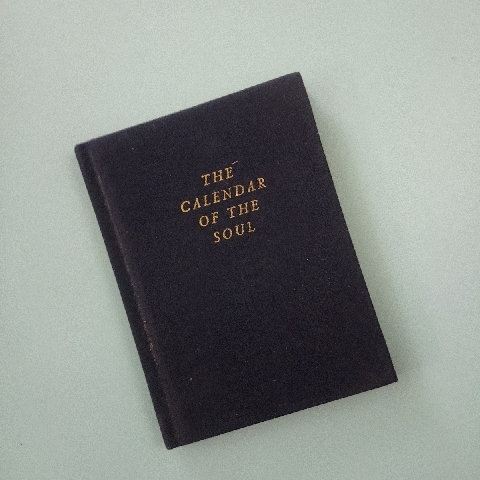 THE
CALENDAR
OF THE
SOUL